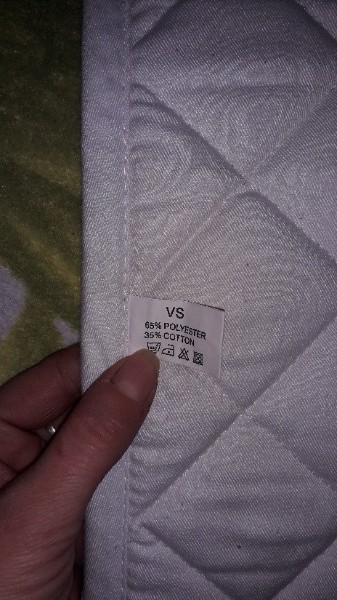 VS
65% POLYESTER
35% COTTON